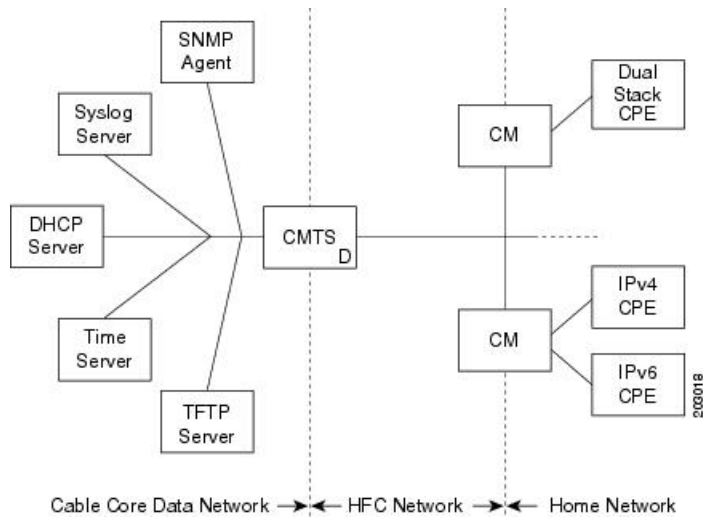 SNMP
Agent
Syslog
Server
DHCP
Server
Time
Server
TFTP
Server
CMTS
D
CM
Dual
Stack
CPE
CM
IPv4
CPE
IPv6
CPE
203018
Cable Core Data Network
HFC Network
Home Network